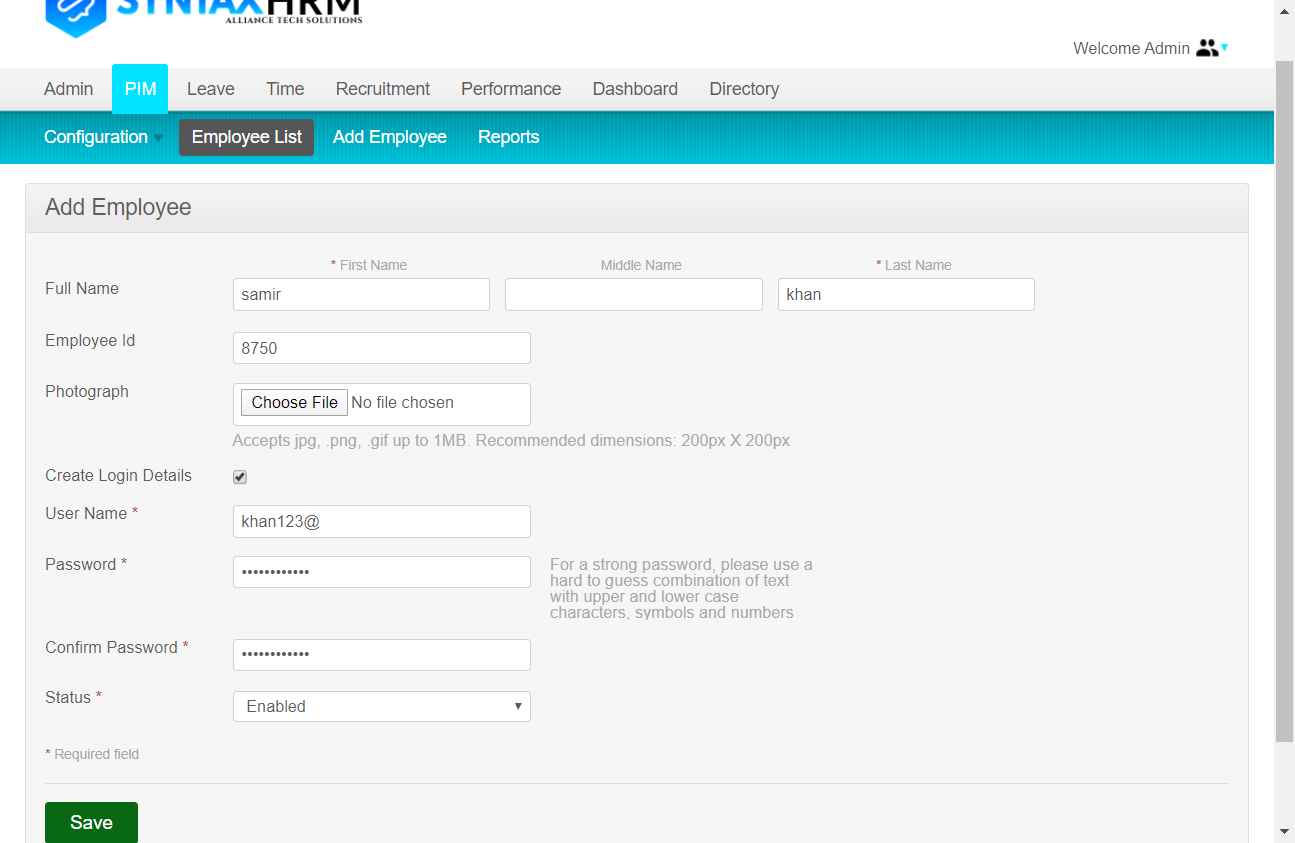 SYNTAXHRM
ALLIANCE TECH SOLUTIONS
Welcome Admin
Admin PIM Leave Time Recruitment Performance Dashboard Directory
Configuration Employee List Add Employee Reports
Add Employee
* First Name Middle Name * Last Name
Full Name samir khan
Employee Id 8750
Photograph Choose File No file chosen
Accepts jpg, .png, .gif up to 1MB. Recommended dimensions: 200px X 200px
Create Login Details
User Name * khan123@
Password * •••••••••••• For a strong password, please use a
hard to guess combination of text
with upper and lower case
characters, symbols and numbers
Confirm Password * ••••••••••••
Status * Enabled
* Required field
Save